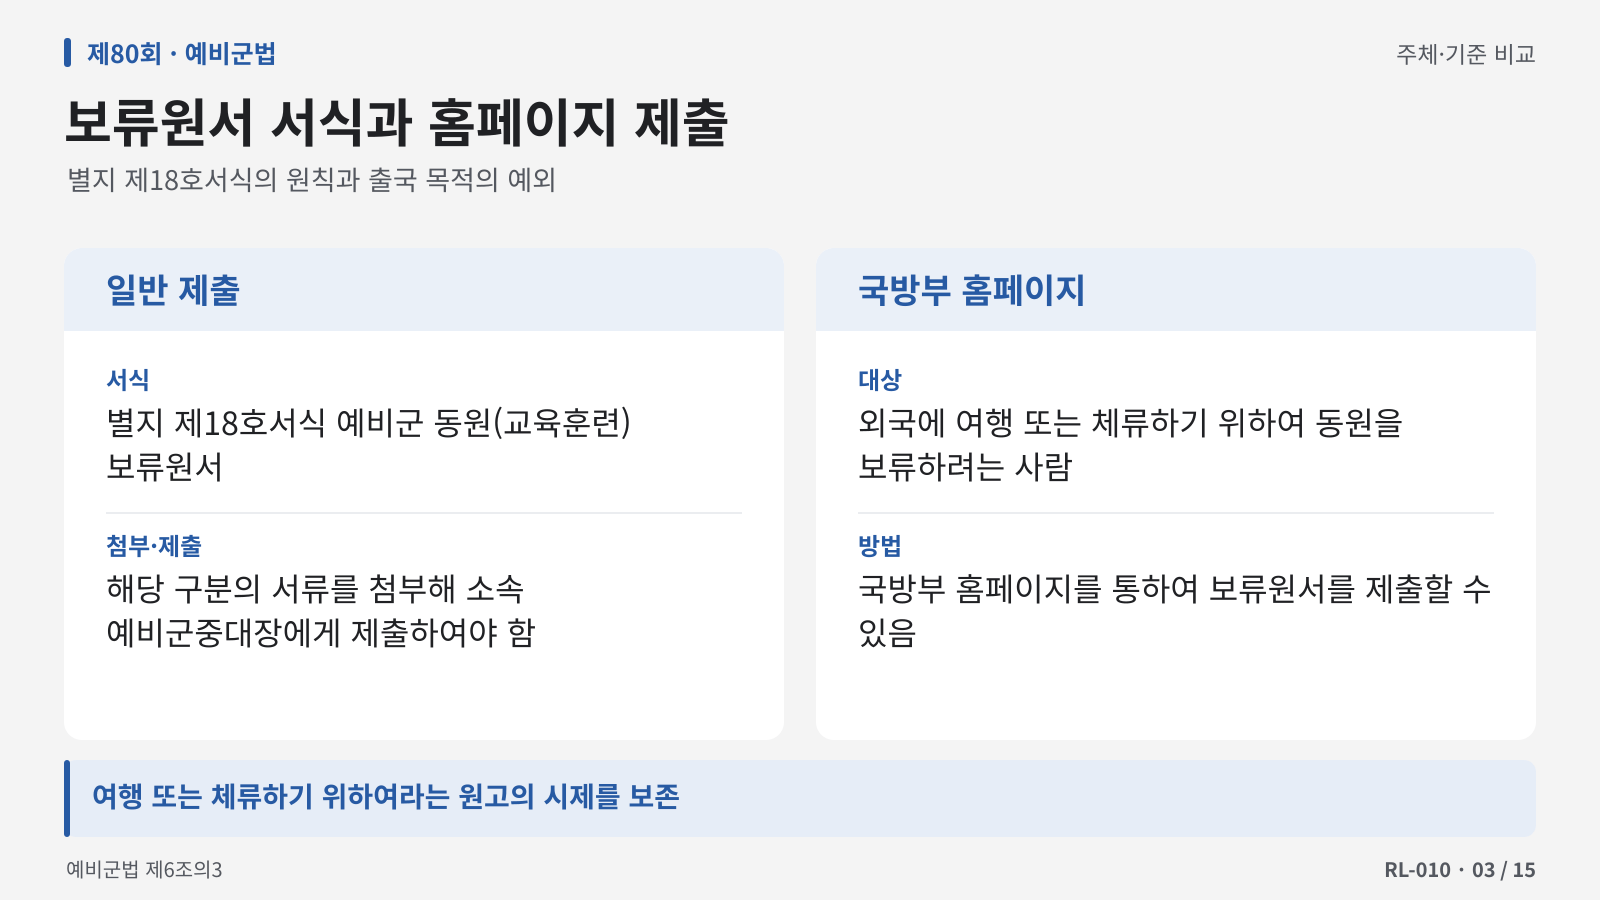 제80회 · 예비군법
주체·기준 비교
보류원서 서식과 홈페이지 제출
별지 제18호서식의 원칙과 출국 목적의 예외
일반 제출
서식
별지 제18호서식 예비군 동원(교육훈련)
보류원서
첨부·제출
해당 구분의 서류를 첨부해 소속
예비군중대장에게 제출하여야 함
국방부 홈페이지
대상
외국에 여행 또는 체류하기 위하여 동원을
보류하려는 사람
방법
국방부 홈페이지를 통하여 보류원서를 제출할 수
있음
여행 또는 체류하기 위하여라는 원고의 시제를 보존
예비군법 제6조의3
RL-010 · 03 / 15